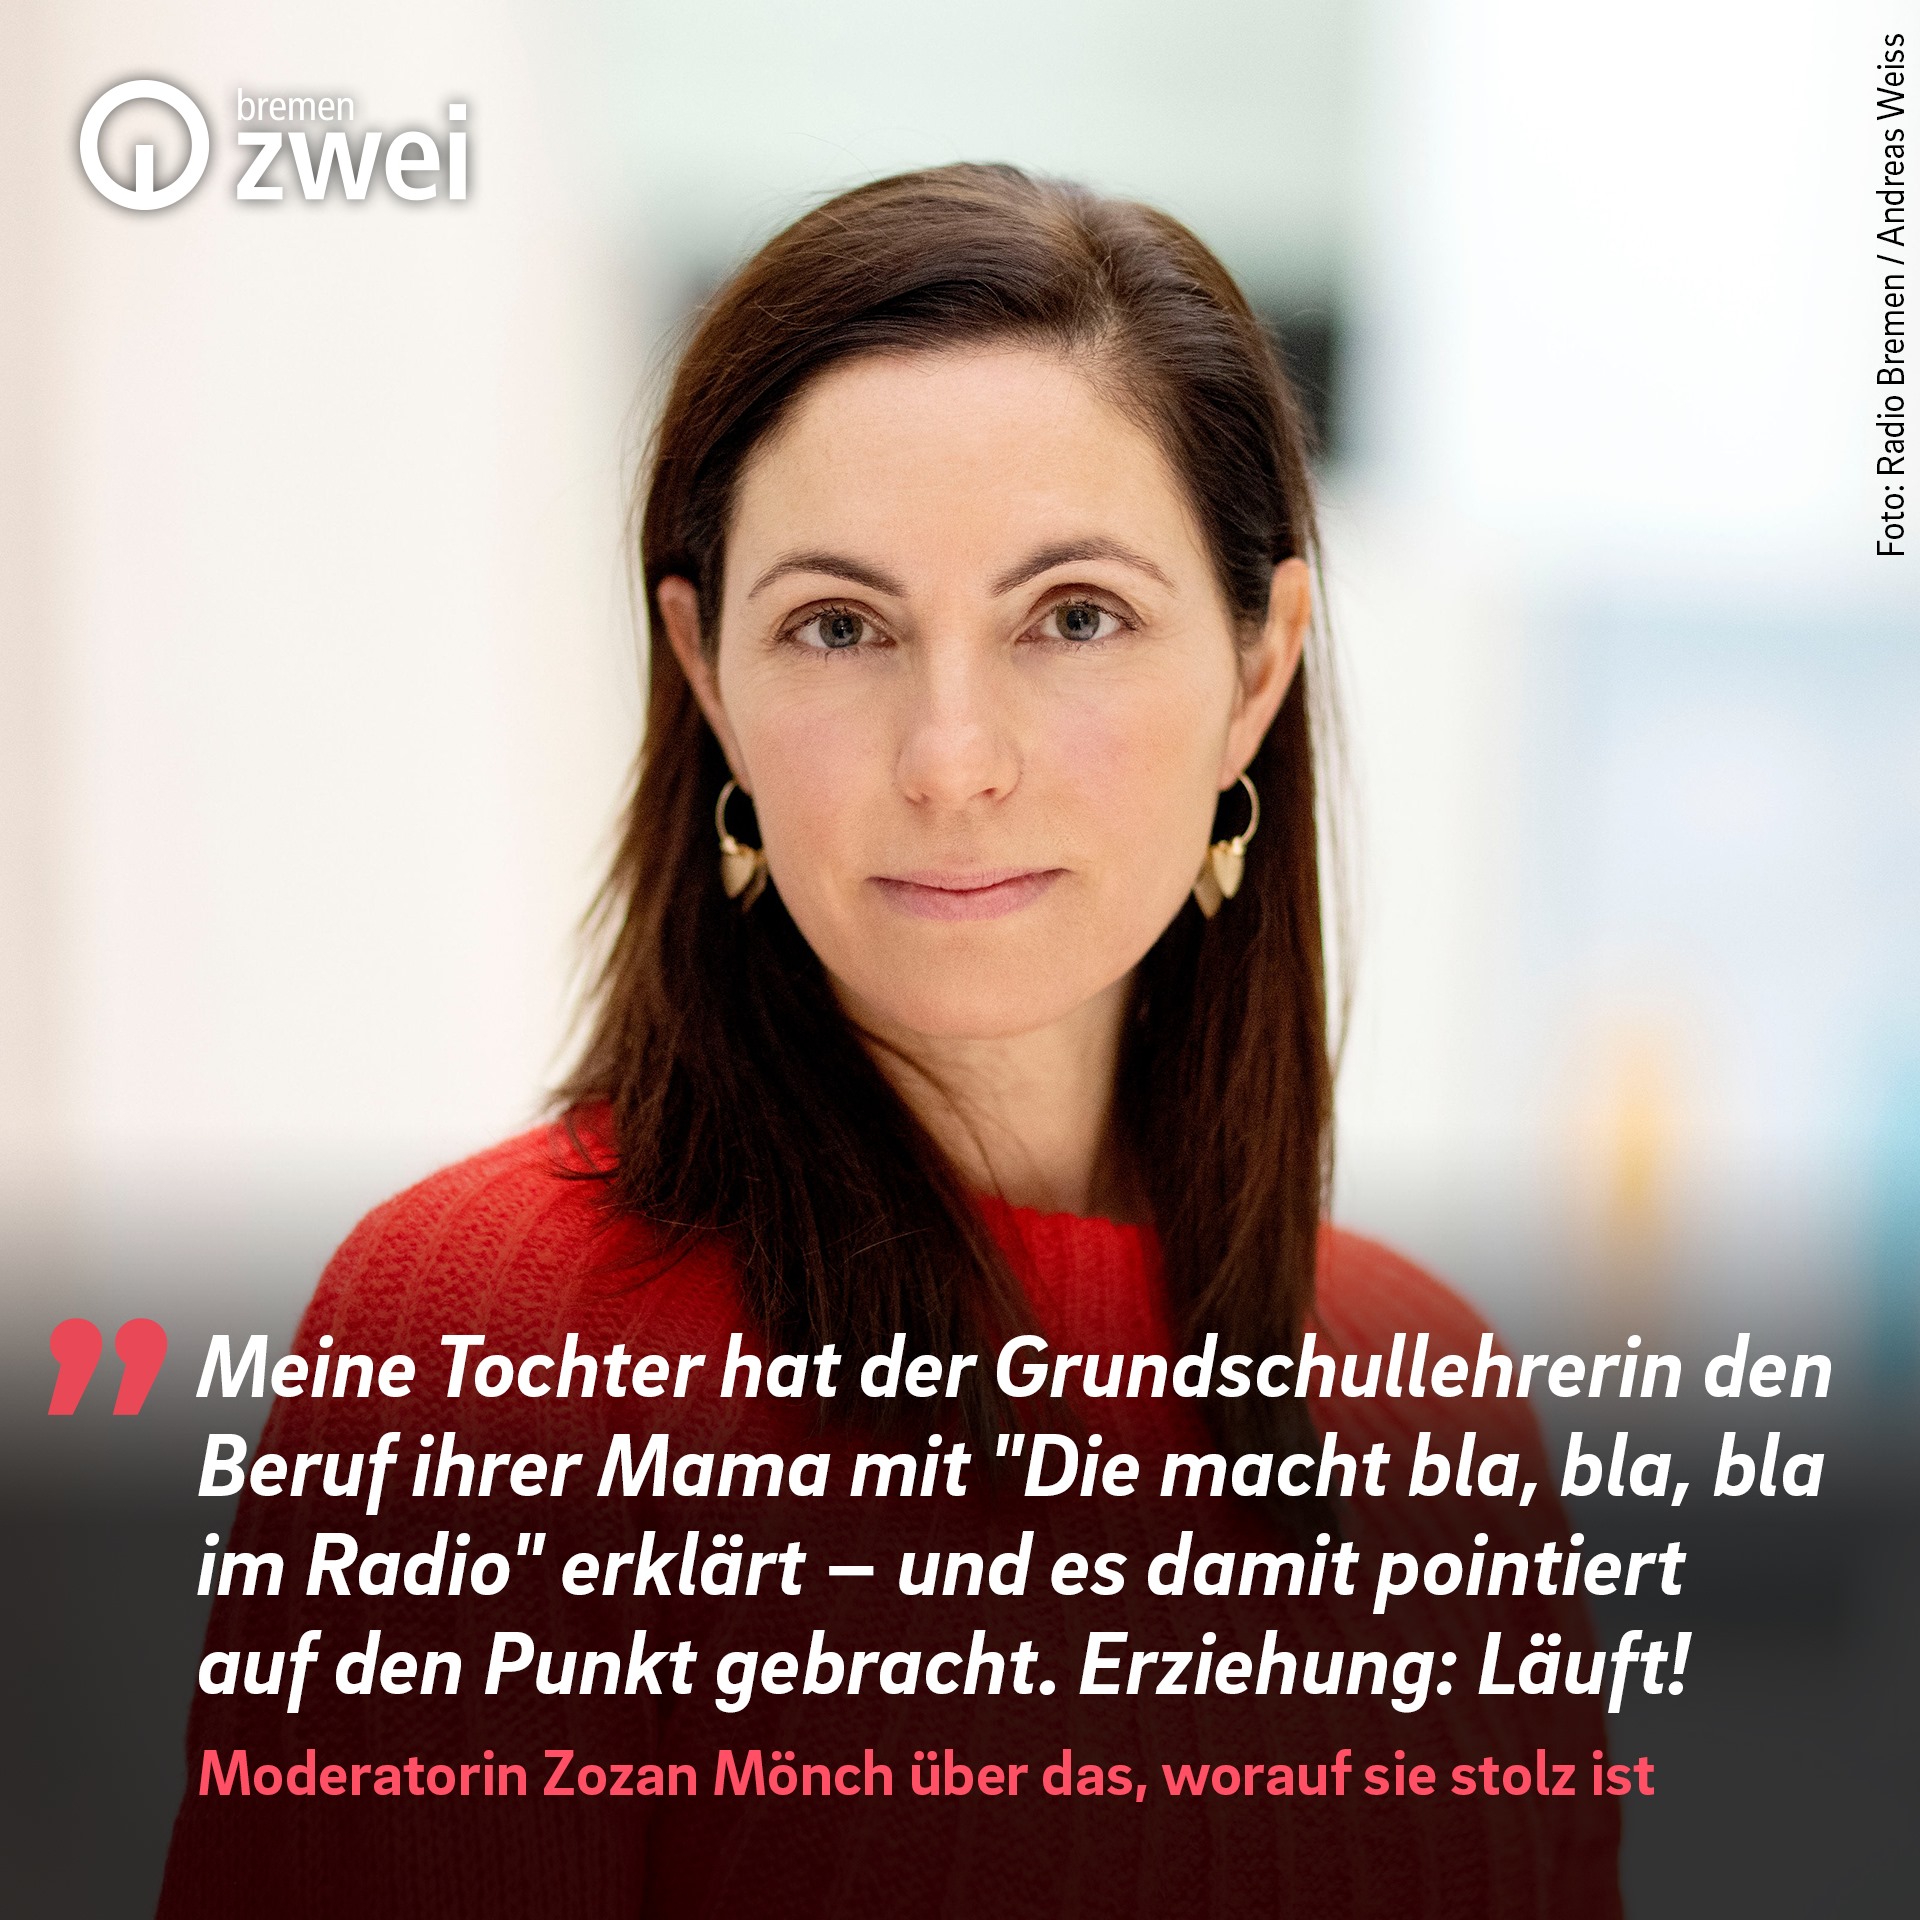 bremen
zwei
Foto: Radio Bremen / Andreas Weiss
Meine Tochter hat der Grundschullehrerin den
Beruf ihrer Mama mit "Die macht bla, bla, bla
im Radio" erklärt – und es damit pointiert
auf den Punkt gebracht. Erziehung: Läuft!
Moderatorin Zozan Mönch über das, worauf sie stolz ist